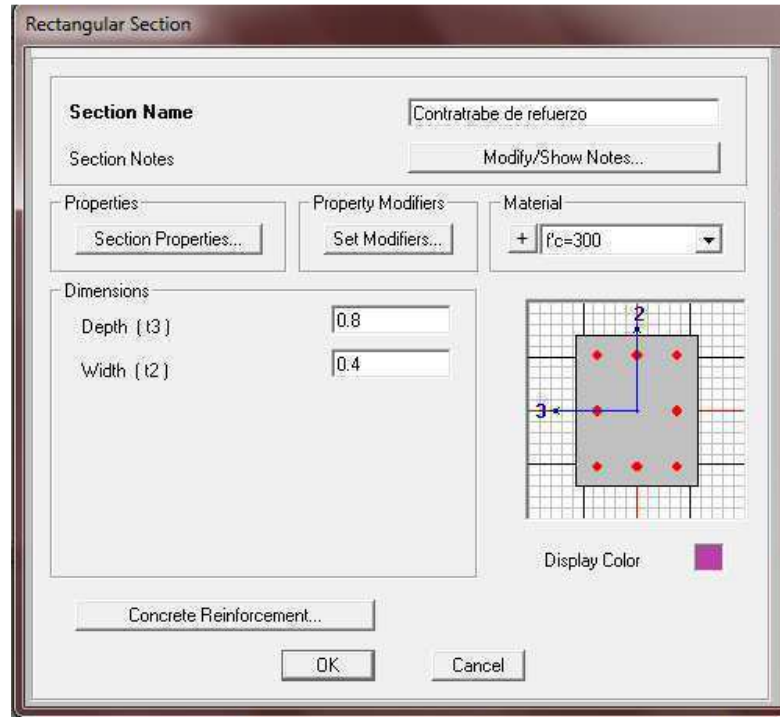 Rectangular Section
Section Name
Contratrabe de refuerzo
Section Notes
Modify/Show Notes...
Properties
Property Modifiers
Material
Section Properties...
Set Modifiers...
+
f'c=300
Dimensions
Depth ( t3 )
0.8
Width ( t2 )
0.4
2
3
Display Color
Concrete Reinforcement...
OK
Cancel